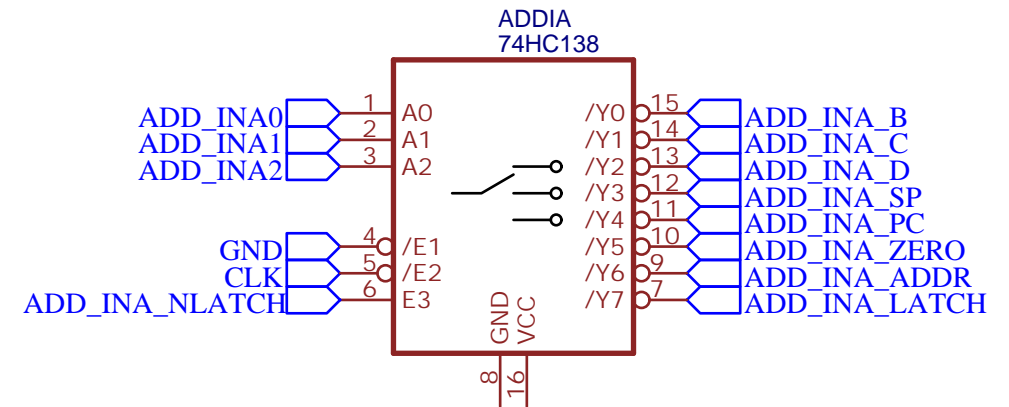 ADDIA
74HC138
ADD_INA0 1 A0 /Y0 15 ADD_INA_B
ADD_INA1 2 A1 /Y1 14 ADD_INA_C
ADD_INA2 3 A2 /Y2 13 ADD_INA_D
/Y3 12 ADD_INA_SP
/Y4 11 ADD_INA_PC
GND 4 /E1 /Y5 10 ADD_INA_ZERO
CLK 5 /E2 /Y6 9 ADD_INA_ADDR
ADD_INA_NLATCH 6 E3 /Y7 7 ADD_INA_LATCH
GND VCC
8 16